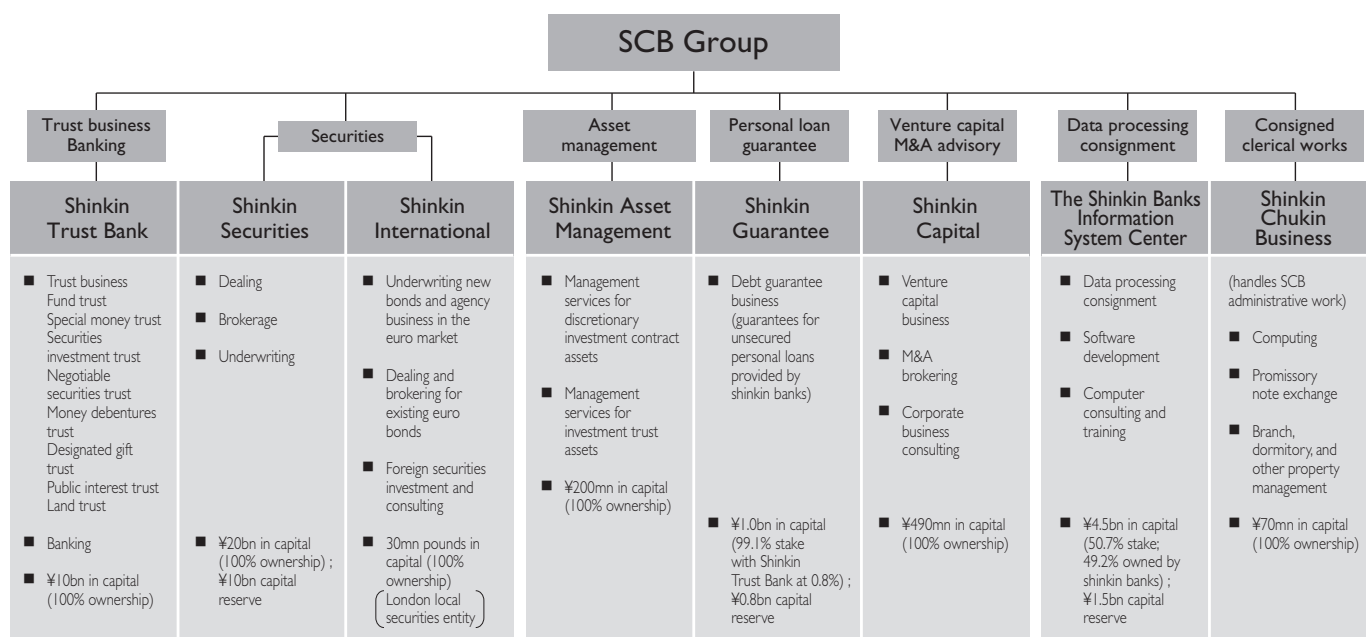 SCB Group
Trust business
Banking
Securities
Asset
management
Personal loan
guarantee
Venture capital
M&A advisory
Data processing
consignment
Consigned
clerical works
Shinkin
Trust Bank
■ Trust business
Fund trust
Special money trust
Securities
investment trust
Negotiable
securities trust
Money debentures
trust
Designated gift
trust
Public interest trust
Land trust
■ Banking
■ ¥10bn in capital
(100% ownership)
Shinkin
Securities
■ Dealing
■ Brokerage
■ Underwriting
■ ¥20bn in capital
(100% ownership) ;
¥10bn capital
reserve
Shinkin
International
■ Underwriting new
bonds and agency
business in the
euro market
■ Dealing and
brokering for
existing euro
bonds
■ Foreign securities
investment and
consulting
■ 30mn pounds in
capital (100%
ownership)
(London local
securities entity)
Shinkin Asset
Management
■ Management
services for
discretionary
investment contract
assets
■ Management
services for
investment trust
assets
■ ¥200mn in capital
(100% ownership)
Shinkin
Guarantee
■ Debt guarantee
business
(guarantees for
unsecured
personal loans
provided by
shinkin banks)
■ ¥1.0bn in capital
(99.1% stake
with Shinkin
Trust Bank at 0.8%) ;
¥0.8bn capital
reserve
Shinkin
Capital
■ Venture
capital
business
■ M&A
brokering
■ Corporate
business
consulting
■ ¥490mn in capital
(100% ownership)
The Shinkin Banks
Information
System Center
■ Data processing
consignment
■ Software
development
■ Computer
consulting and
training
■ ¥4.5bn in capital
(50.7% stake;
49.2% owned by
shinkin banks) ;
¥1.5bn capital
reserve
Shinkin
Chukin
Business
(handles SCB
administrative work)
■ Computing
■ Promissory
note exchange
■ Branch,
dormitory, and
other property
management
■ ¥70mn in capital
(100% ownership)